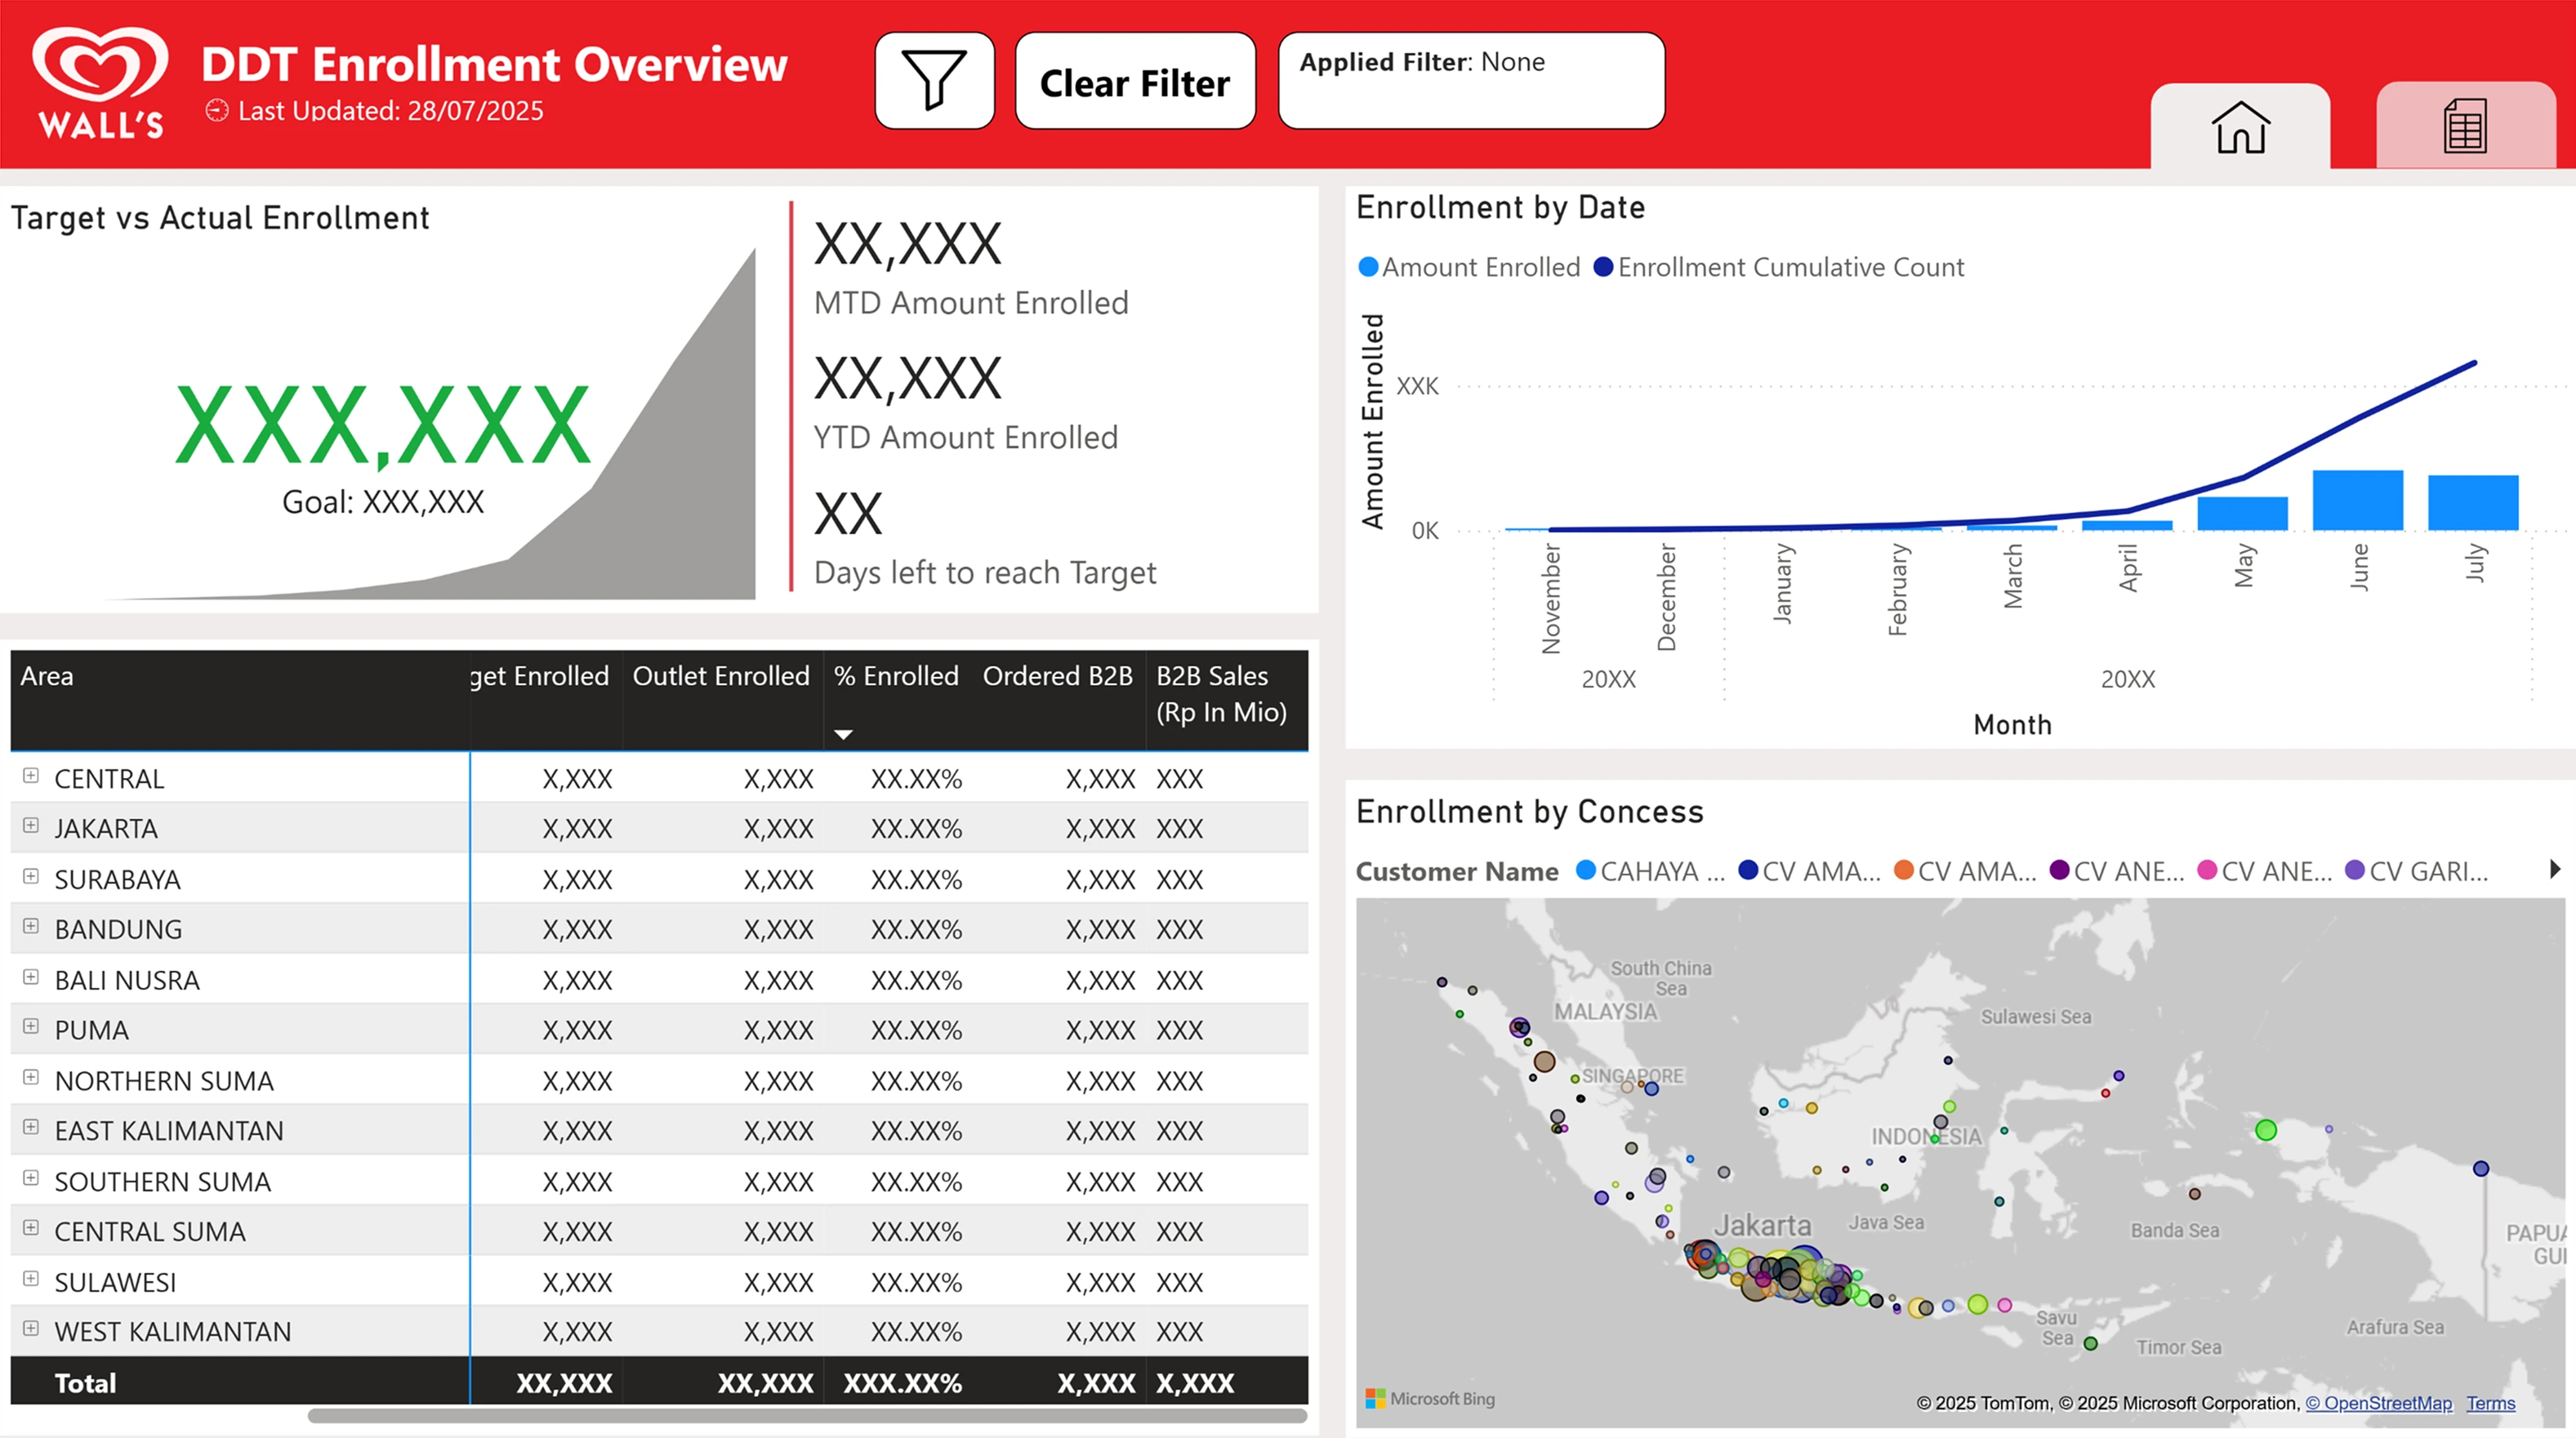 WALL'S
DDT Enrollment Overview
Last Updated: 28/07/2025
Clear Filter
Applied Filter: None
Target vs Actual Enrollment
XXX,XXX
Goal: XXX,XXX
XX,XXX
MTD Amount Enrolled
XX,XXX
YTD Amount Enrolled
XX
Days left to reach Target
Enrollment by Date
Amount Enrolled Enrollment Cumulative Count
Amount Enrolled
XXK
0K
November December January February March April May June July
20XX 20XX
Month
Area get Enrolled Outlet Enrolled % Enrolled Ordered B2B B2B Sales
(Rp In Mio)
CENTRAL X,XXX X,XXX XX.XX% X,XXX XXX
JAKARTA X,XXX X,XXX XX.XX% X,XXX XXX
SURABAYA X,XXX X,XXX XX.XX% X,XXX XXX
BANDUNG X,XXX X,XXX XX.XX% X,XXX XXX
BALI NUSRA X,XXX X,XXX XX.XX% X,XXX XXX
PUMA X,XXX X,XXX XX.XX% X,XXX XXX
NORTHERN SUMA X,XXX X,XXX XX.XX% X,XXX XXX
EAST KALIMANTAN X,XXX X,XXX XX.XX% X,XXX XXX
SOUTHERN SUMA X,XXX X,XXX XX.XX% X,XXX XXX
CENTRAL SUMA X,XXX X,XXX XX.XX% X,XXX XXX
SULAWESI X,XXX X,XXX XX.XX% X,XXX XXX
WEST KALIMANTAN X,XXX X,XXX XX.XX% X,XXX XXX
Total XX,XXX XX,XXX XXX.XX% X,XXX X,XXX
Enrollment by Concess
Customer Name CAHAYA ... CV AMA... CV AMA... CV ANE... CV ANE... CV GARI...
South China
Sea
MALAYSIA
Sulawesi Sea
SINGAPORE
INDONESIA
Jakarta
Java Sea
Banda Sea
PAPUA
GUI
Savu
Sea
Timor Sea
Arafura Sea
Microsoft Bing
© 2025 TomTom, © 2025 Microsoft Corporation, © OpenStreetMap Terms